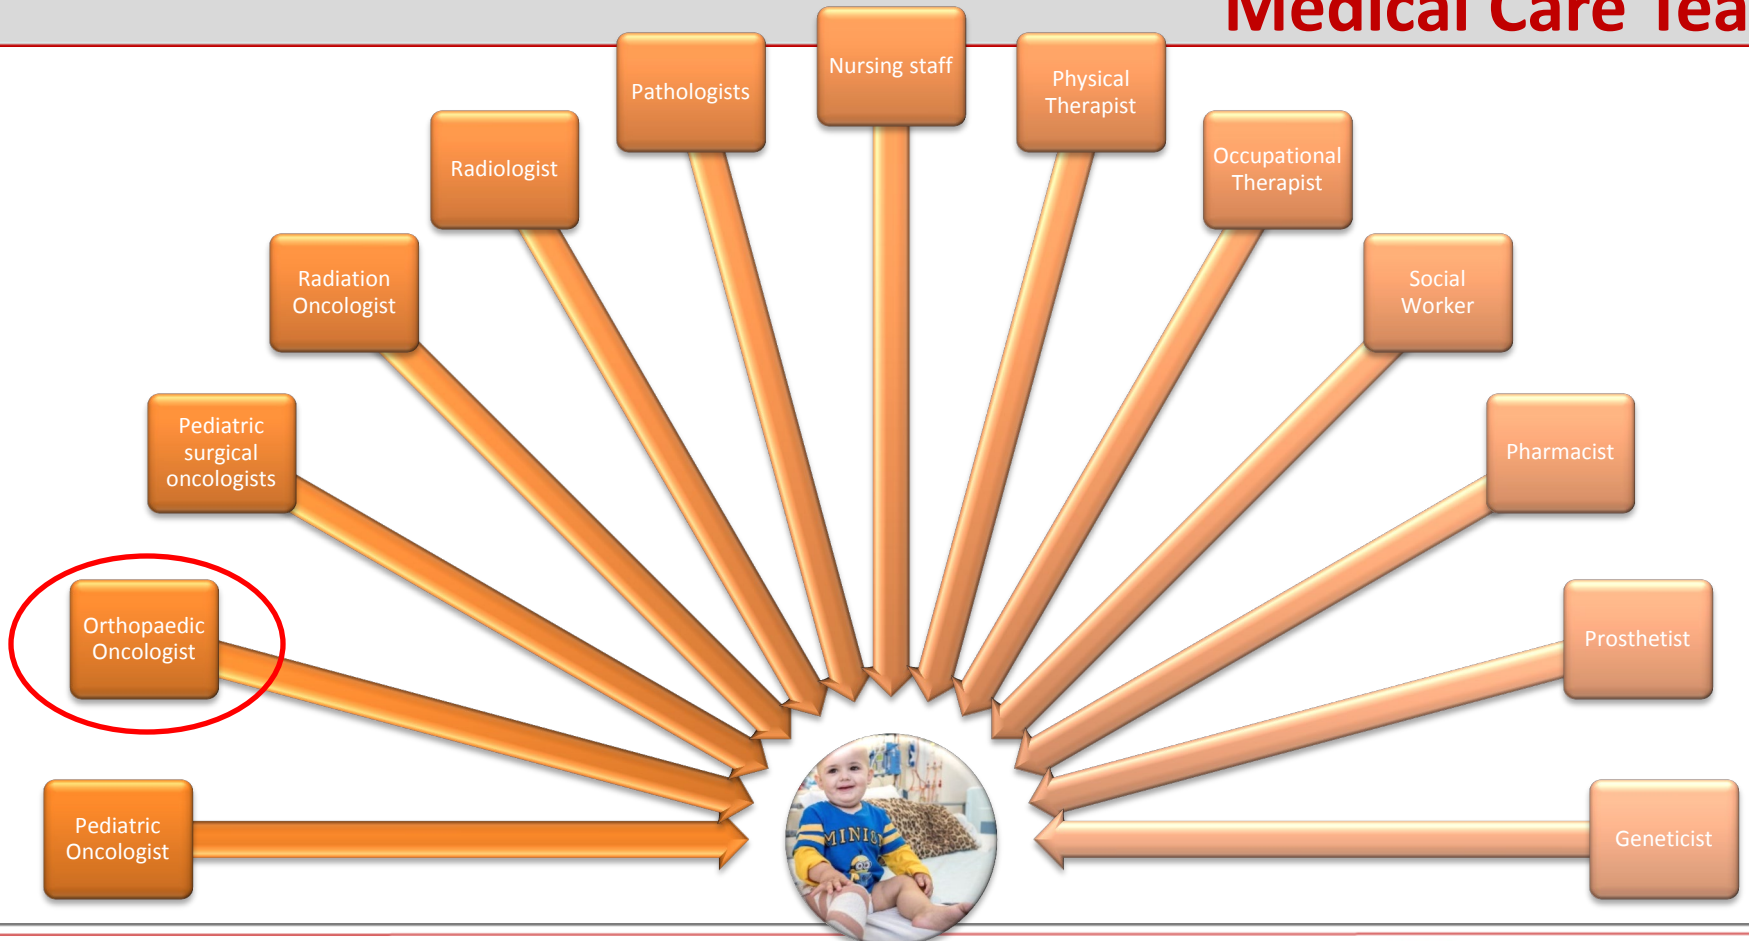 Medical Care Tea
Nursing staff
Pathologists
Physical
Therapist
Radiologist
Occupational
Therapist
Radiation
Oncologist
Social
Worker
Pediatric
surgical
oncologists
Pharmacist
Orthopaedic
Oncologist
Prosthetist
Pediatric
Oncologist
Geneticist
MINIO